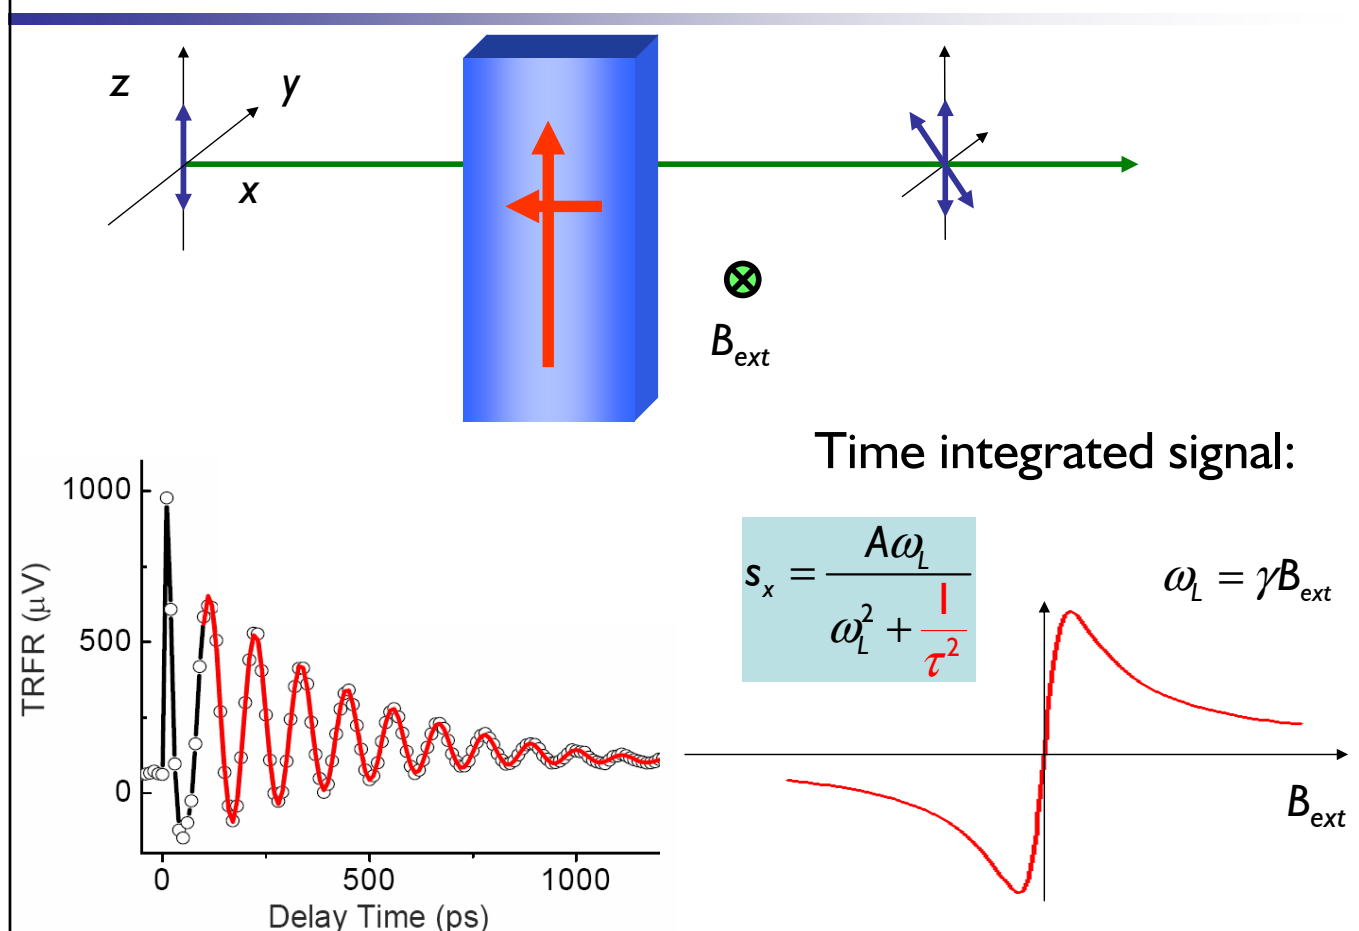 z
y
x
B_ext
Time integrated signal:
s_x = Aω_L / (ω_L^2 + 1/τ^2)
ω_L = γB_ext
B_ext
TRFR (μV)
1000
500
0
0 500 1000
Delay Time (ps)